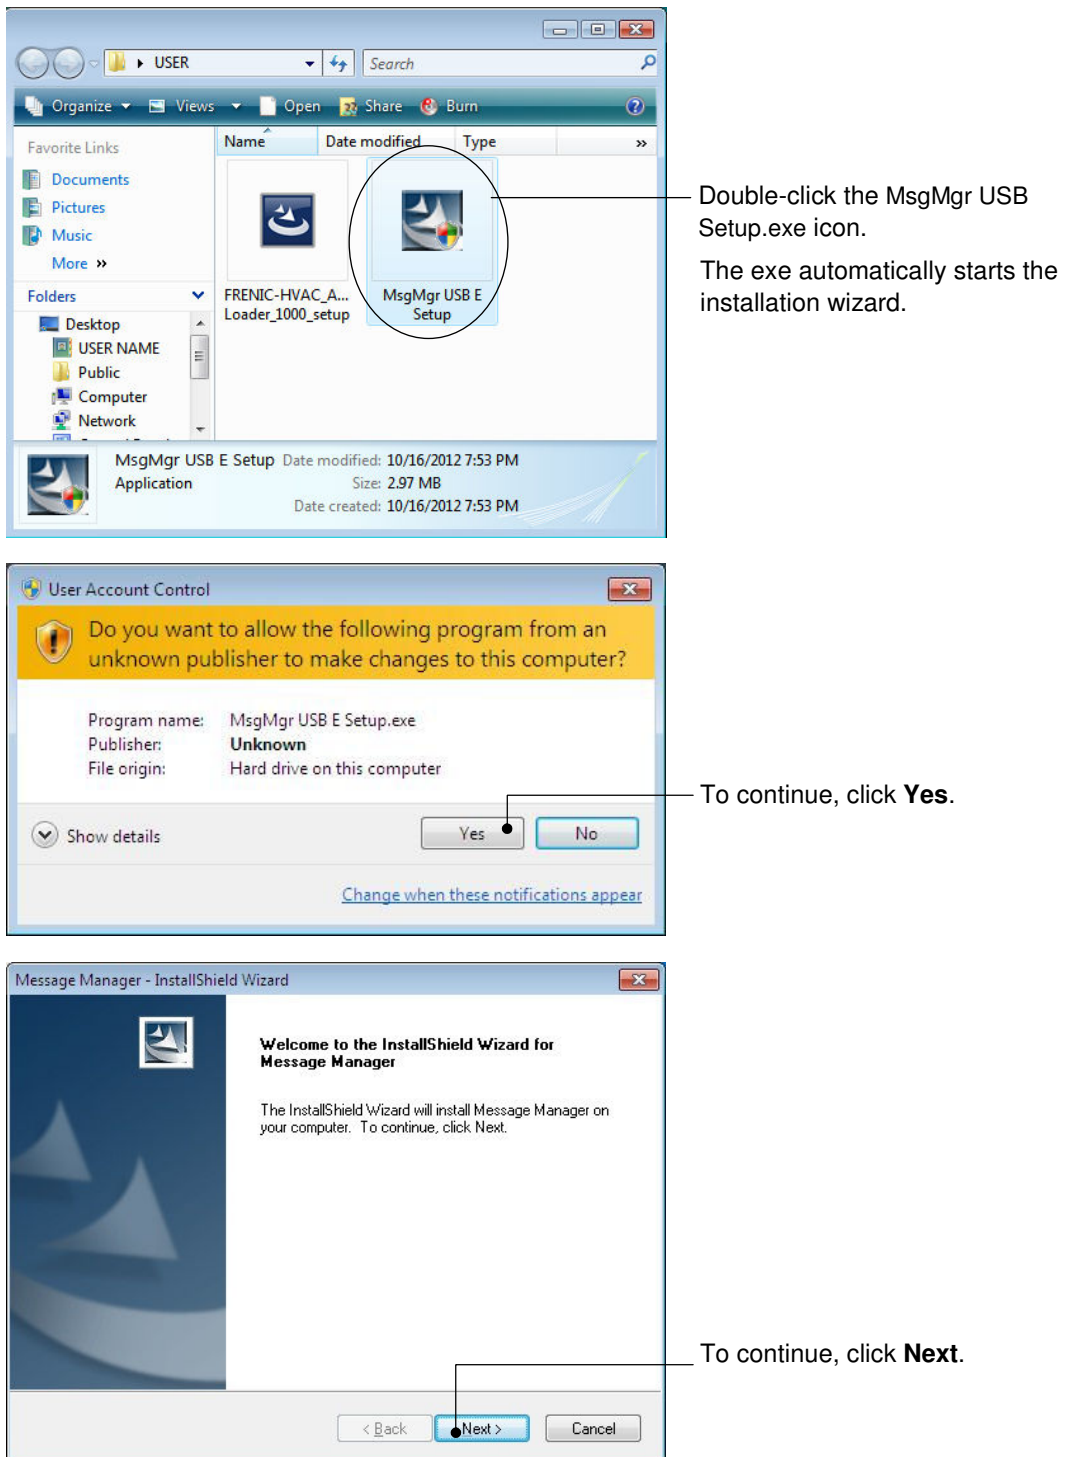 USER
Search
Organize Views Open Share Burn
Favorite Links
Documents
Pictures
Music
More »
Folders
Desktop
USER NAME
Public
Computer
Network
Name Date modified Type »
FRENIC-HVAC_A...
Loader_1000_setup
MsgMgr USB E
Setup
MsgMgr USB E Setup Date modified: 10/16/2012 7:53 PM
Application Size: 2.97 MB
Date created: 10/16/2012 7:53 PM
Double-click the MsgMgr USB
Setup.exe icon.
The exe automatically starts the
installation wizard.
User Account Control
Do you want to allow the following program from an
unknown publisher to make changes to this computer?
Program name: MsgMgr USB E Setup.exe
Publisher: Unknown
File origin: Hard drive on this computer
Show details
Yes No
Change when these notifications appear
To continue, click Yes.
Message Manager - InstallShield Wizard
Welcome to the InstallShield Wizard for
Message Manager
The InstallShield Wizard will install Message Manager on
your computer. To continue, click Next.
< Back Next > Cancel
To continue, click Next.